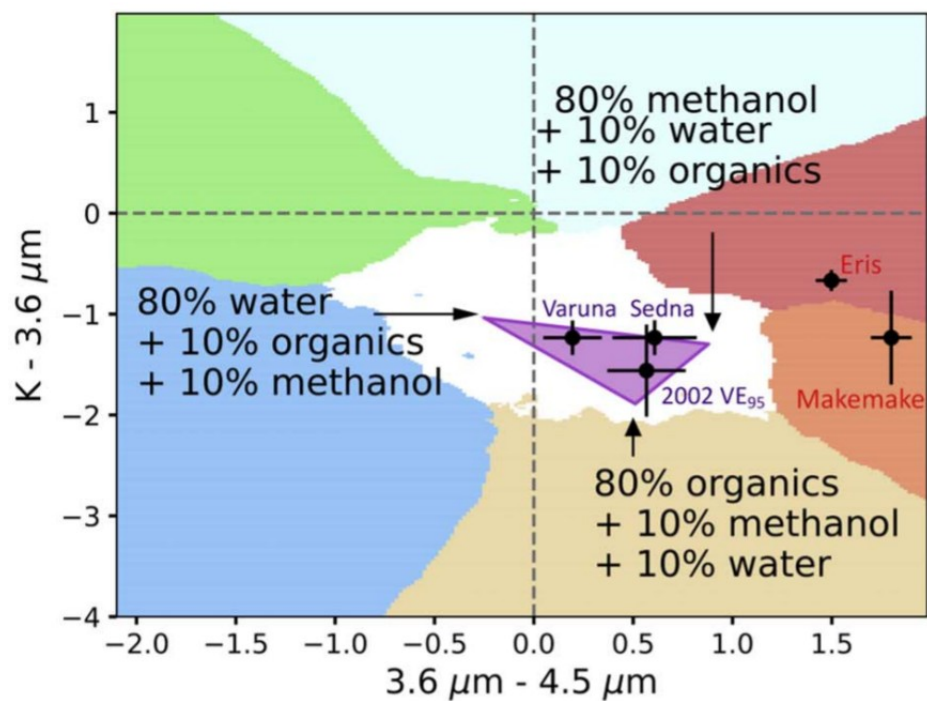 80% methanol
+ 10% water
+ 10% organics
1
0
−1
−2
−3
−4
K - 3.6 μm
Eris
Varuna Sedna
80% water
+ 10% organics
+ 10% methanol
2002 VE₉₅
Makemake
80% organics
+ 10% methanol
+ 10% water
−2.0 −1.5 −1.0 −0.5 0.0 0.5 1.0 1.5
3.6 μm - 4.5 μm